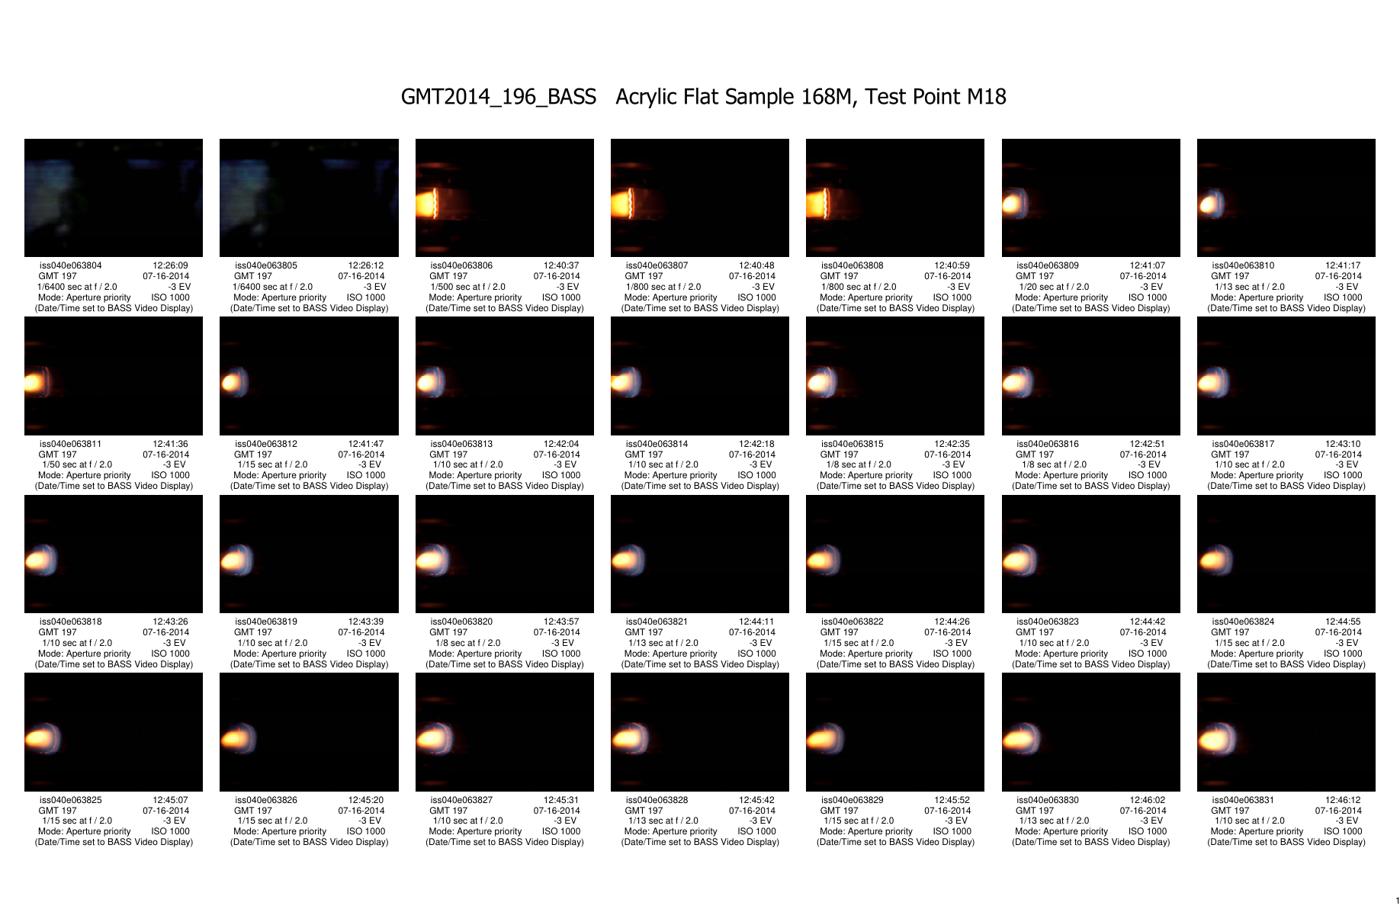 GMT2014_196_BASS Acrylic Flat Sample 168M, Test Point M18
iss040e063804 12:26:09
GMT 197 07-16-2014
1/6400 sec at f / 2.0 -3 EV
Mode: Aperture priority ISO 1000
(Date/Time set to BASS Video Display)
iss040e063805 12:26:12
GMT 197 07-16-2014
1/6400 sec at f / 2.0 -3 EV
Mode: Aperture priority ISO 1000
(Date/Time set to BASS Video Display)
iss040e063806 12:40:37
GMT 197 07-16-2014
1/500 sec at f / 2.0 -3 EV
Mode: Aperture priority ISO 1000
(Date/Time set to BASS Video Display)
iss040e063807 12:40:48
GMT 197 07-16-2014
1/800 sec at f / 2.0 -3 EV
Mode: Aperture priority ISO 1000
(Date/Time set to BASS Video Display)
iss040e063808 12:40:59
GMT 197 07-16-2014
1/800 sec at f / 2.0 -3 EV
Mode: Aperture priority ISO 1000
(Date/Time set to BASS Video Display)
iss040e063809 12:41:07
GMT 197 07-16-2014
1/20 sec at f / 2.0 -3 EV
Mode: Aperture priority ISO 1000
(Date/Time set to BASS Video Display)
iss040e063810 12:41:17
GMT 197 07-16-2014
1/13 sec at f / 2.0 -3 EV
Mode: Aperture priority ISO 1000
(Date/Time set to BASS Video Display)
iss040e063811 12:41:36
GMT 197 07-16-2014
1/50 sec at f / 2.0 -3 EV
Mode: Aperture priority ISO 1000
(Date/Time set to BASS Video Display)
iss040e063812 12:41:47
GMT 197 07-16-2014
1/15 sec at f / 2.0 -3 EV
Mode: Aperture priority ISO 1000
(Date/Time set to BASS Video Display)
iss040e063813 12:42:04
GMT 197 07-16-2014
1/10 sec at f / 2.0 -3 EV
Mode: Aperture priority ISO 1000
(Date/Time set to BASS Video Display)
iss040e063814 12:42:18
GMT 197 07-16-2014
1/10 sec at f / 2.0 -3 EV
Mode: Aperture priority ISO 1000
(Date/Time set to BASS Video Display)
iss040e063815 12:42:35
GMT 197 07-16-2014
1/8 sec at f / 2.0 -3 EV
Mode: Aperture priority ISO 1000
(Date/Time set to BASS Video Display)
iss040e063816 12:42:51
GMT 197 07-16-2014
1/8 sec at f / 2.0 -3 EV
Mode: Aperture priority ISO 1000
(Date/Time set to BASS Video Display)
iss040e063817 12:43:10
GMT 197 07-16-2014
1/10 sec at f / 2.0 -3 EV
Mode: Aperture priority ISO 1000
(Date/Time set to BASS Video Display)
iss040e063818 12:43:26
GMT 197 07-16-2014
1/10 sec at f / 2.0 -3 EV
Mode: Aperture priority ISO 1000
(Date/Time set to BASS Video Display)
iss040e063819 12:43:39
GMT 197 07-16-2014
1/10 sec at f / 2.0 -3 EV
Mode: Aperture priority ISO 1000
(Date/Time set to BASS Video Display)
iss040e063820 12:43:57
GMT 197 07-16-2014
1/8 sec at f / 2.0 -3 EV
Mode: Aperture priority ISO 1000
(Date/Time set to BASS Video Display)
iss040e063821 12:44:11
GMT 197 07-16-2014
1/13 sec at f / 2.0 -3 EV
Mode: Aperture priority ISO 1000
(Date/Time set to BASS Video Display)
iss040e063822 12:44:26
GMT 197 07-16-2014
1/15 sec at f / 2.0 -3 EV
Mode: Aperture priority ISO 1000
(Date/Time set to BASS Video Display)
iss040e063823 12:44:42
GMT 197 07-16-2014
1/10 sec at f / 2.0 -3 EV
Mode: Aperture priority ISO 1000
(Date/Time set to BASS Video Display)
iss040e063824 12:44:55
GMT 197 07-16-2014
1/15 sec at f / 2.0 -3 EV
Mode: Aperture priority ISO 1000
(Date/Time set to BASS Video Display)
iss040e063825 12:45:07
GMT 197 07-16-2014
1/15 sec at f / 2.0 -3 EV
Mode: Aperture priority ISO 1000
(Date/Time set to BASS Video Display)
iss040e063826 12:45:20
GMT 197 07-16-2014
1/15 sec at f / 2.0 -3 EV
Mode: Aperture priority ISO 1000
(Date/Time set to BASS Video Display)
iss040e063827 12:45:31
GMT 197 07-16-2014
1/10 sec at f / 2.0 -3 EV
Mode: Aperture priority ISO 1000
(Date/Time set to BASS Video Display)
iss040e063828 12:45:42
GMT 197 07-16-2014
1/13 sec at f / 2.0 -3 EV
Mode: Aperture priority ISO 1000
(Date/Time set to BASS Video Display)
iss040e063829 12:45:52
GMT 197 07-16-2014
1/15 sec at f / 2.0 -3 EV
Mode: Aperture priority ISO 1000
(Date/Time set to BASS Video Display)
iss040e063830 12:46:02
GMT 197 07-16-2014
1/13 sec at f / 2.0 -3 EV
Mode: Aperture priority ISO 1000
(Date/Time set to BASS Video Display)
iss040e063831 12:46:12
GMT 197 07-16-2014
1/10 sec at f / 2.0 -3 EV
Mode: Aperture priority ISO 1000
(Date/Time set to BASS Video Display)